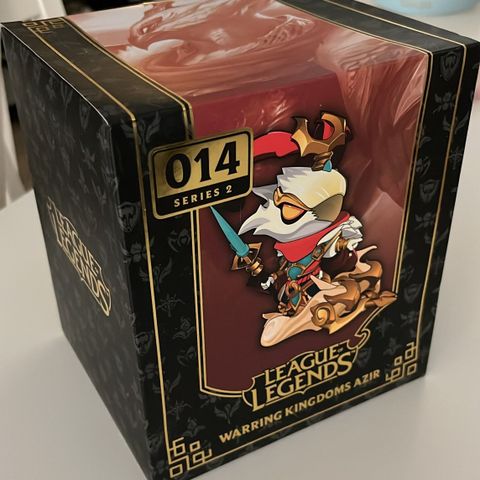 014
SERIES 2
LEAGUE OF
LEGENDS
LEAGUE OF
LEGENDS
WARRING KINGDOMS AZIR